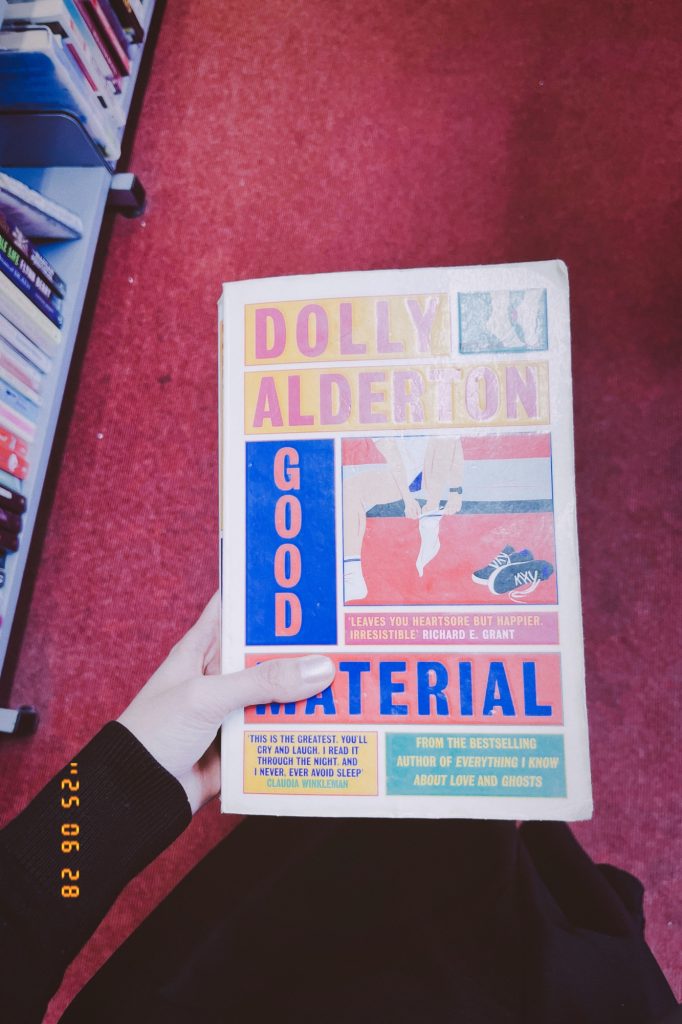 DOLLY
ALDERTON
GOOD
'LEAVES YOU HEARTSORE BUT HAPPIER.
IRRESISTIBLE' RICHARD E. GRANT
MATERIAL
'THIS IS THE GREATEST. YOU'LL
CRY AND LAUGH. I READ IT
THROUGH THE NIGHT. AND
I NEVER, EVER AVOID SLEEP'
CLAUDIA WINKLEMAN
FROM THE BESTSELLING
AUTHOR OF EVERYTHING I KNOW
ABOUT LOVE AND GHOSTS
"25 06 28